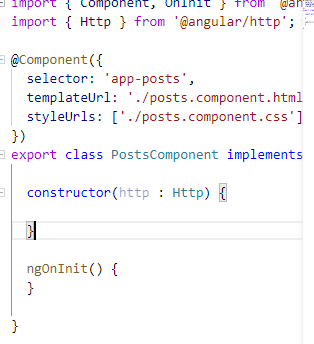 import { Component, OnInit } from '@an
import { Http } from '@angular/http';
@Component({
selector: 'app-posts',
templateUrl: './posts.component.html
styleUrls: ['./posts.component.css']
})
export class PostsComponent implements
constructor(http : Http) {
}
ngOnInit() {
}
}